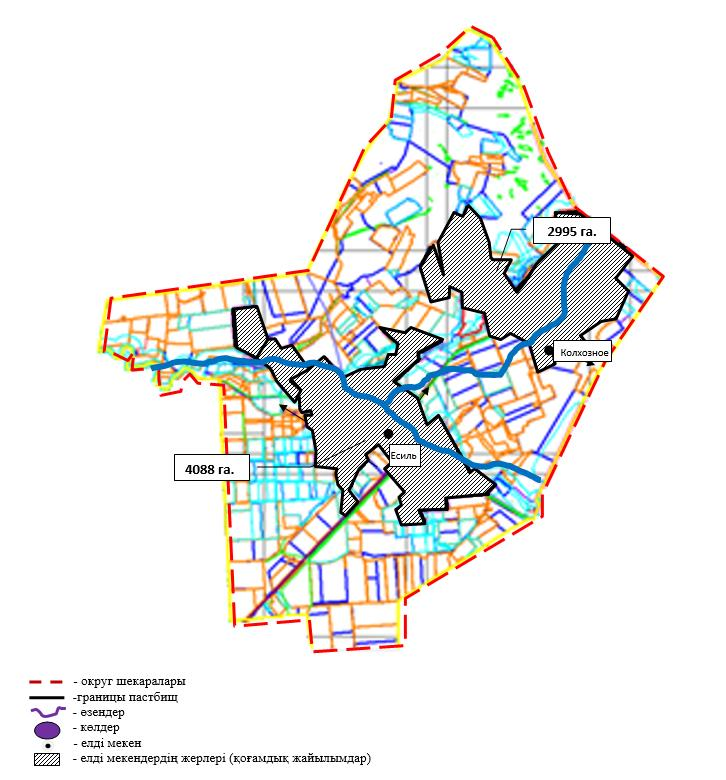 2995 га.
Колхозное
Есиль
4088 га.
- округ шекаралары
-границы пастбищ
- өзендер
- көлдер
- елді мекен
- елді мекендердің жерлері (қоғамдық жайылымдар)